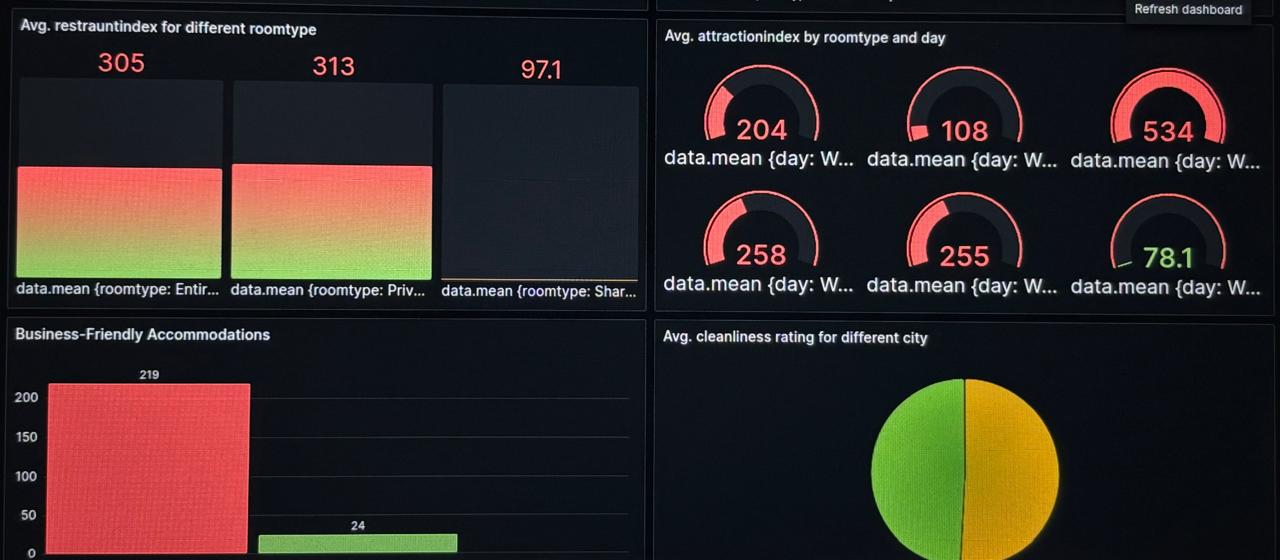 Refresh dashboard
Avg. restrauntindex for different roomtype
305
313
97.1
data.mean {roomtype: Entir...
data.mean {roomtype: Priv...
data.mean {roomtype: Shar...
Avg. attractionindex by roomtype and day
204
108
534
data.mean {day: W...
data.mean {day: W...
data.mean {day: W...
258
255
78.1
data.mean {day: W...
data.mean {day: W...
data.mean {day: W...
Business-Friendly Accommodations
219
200
150
100
50
0
24
Avg. cleanliness rating for different city